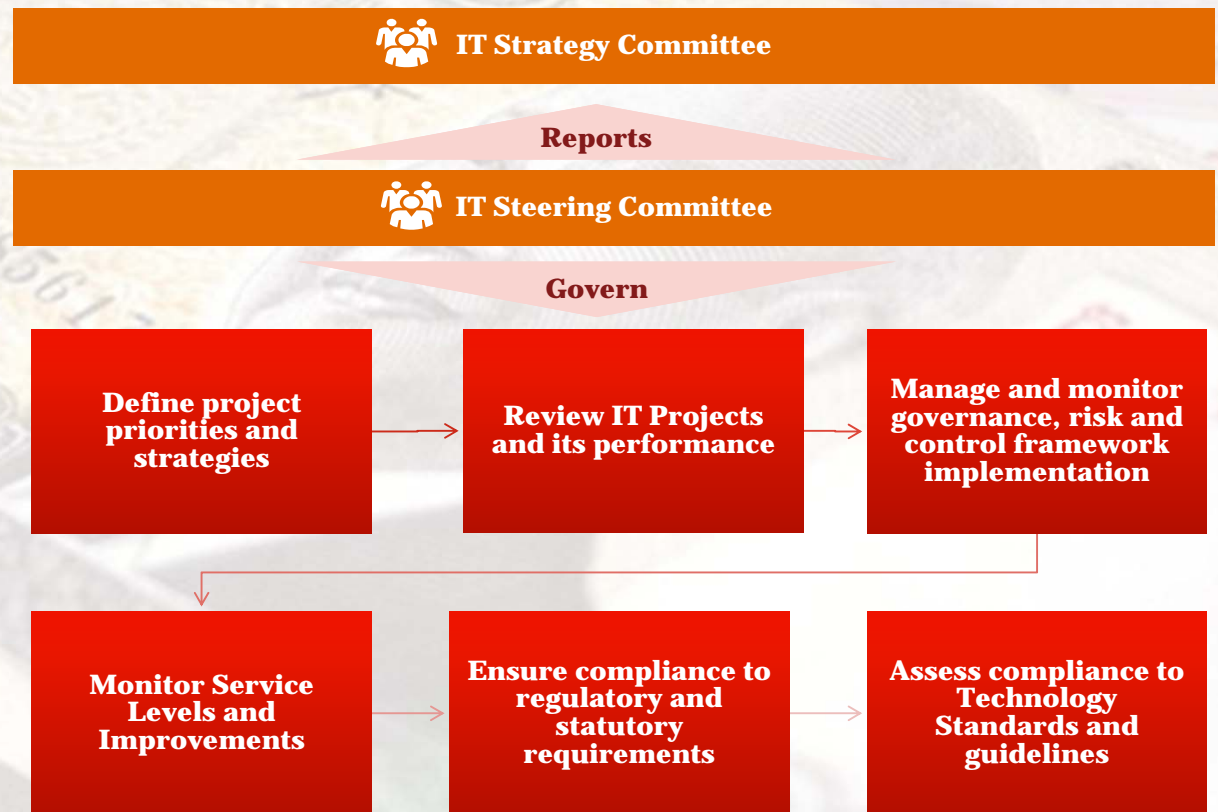 IT Strategy Committee
Reports
IT Steering Committee
Govern
Define project
priorities and
strategies
Review IT Projects
and its performance
Manage and monitor
governance, risk and
control framework
implementation
Monitor Service
Levels and
Improvements
Ensure compliance to
regulatory and
statutory
requirements
Assess compliance to
Technology
Standards and
guidelines